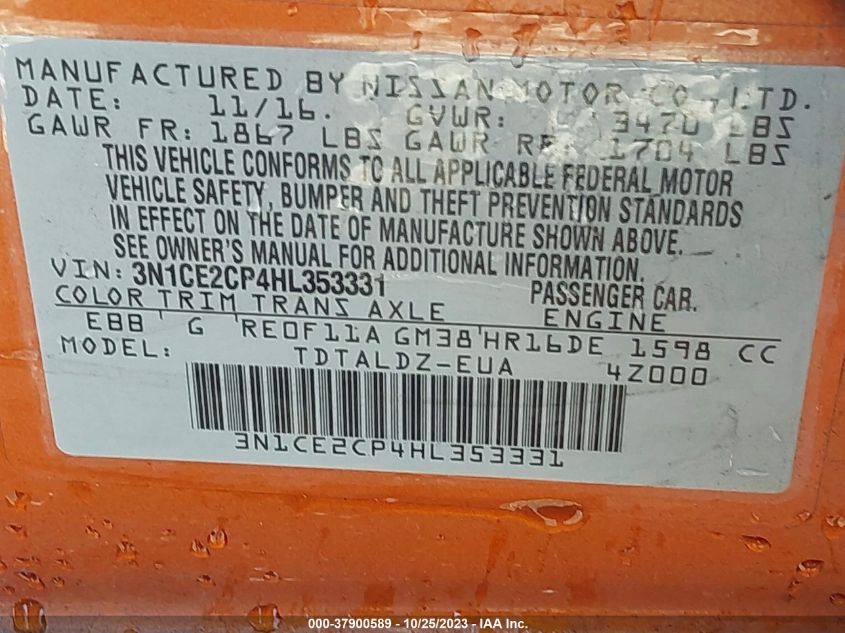 MANUFACTURED BY NISSAN MOTOR CO., LTD.
DATE: 11/16. GVWR: 3470 LBS
GAWR FR: 1867 LBS GAWR RR: 1704 LBS
THIS VEHICLE CONFORMS TO ALL APPLICABLE FEDERAL MOTOR
VEHICLE SAFETY, BUMPER AND THEFT PREVENTION STANDARDS
IN EFFECT ON THE DATE OF MANUFACTURE SHOWN ABOVE.
SEE OWNER'S MANUAL FOR ADDITIONAL INFORMATION.
VIN: 3N1CE2CP4HL353331 PASSENGER CAR.
COLOR TRIM TRANS AXLE ENGINE
EBB G RE0F11A GM38 HR16DE 1598 CC
MODEL: TDTALDZ-EUA 4Z000
3N1CE2CP4HL353331
000-37900589 - 10/25/2023 - IAA Inc.